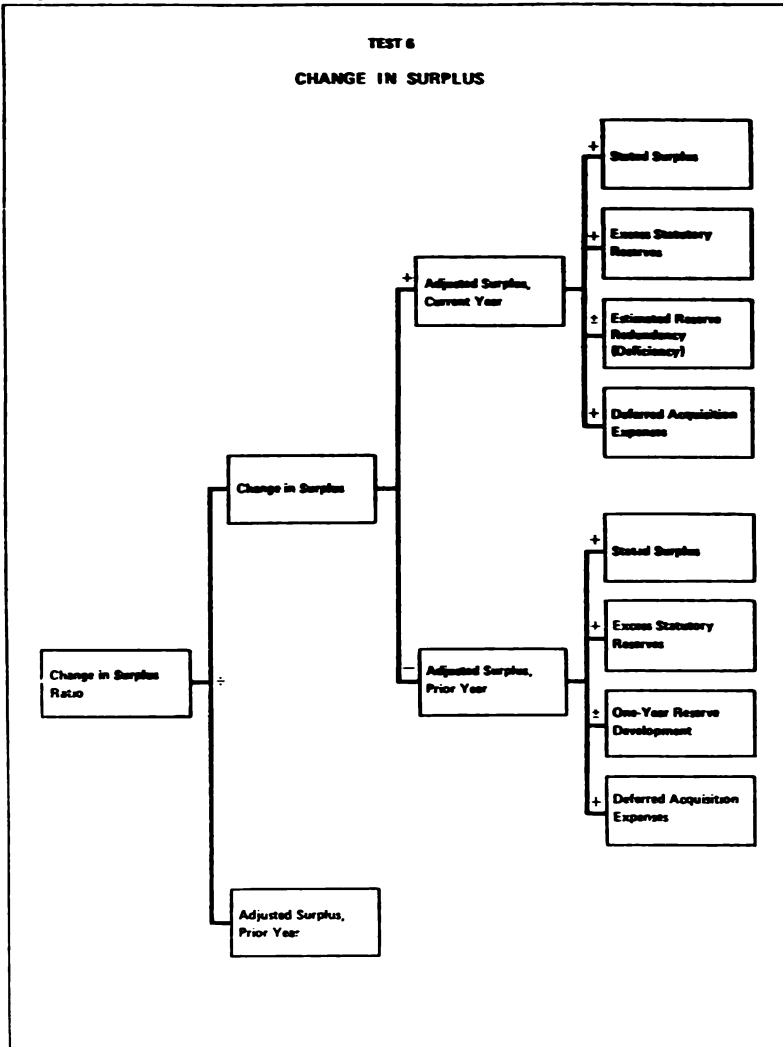 TEST 6
CHANGE IN SURPLUS
+
Stated Surplus
+
Excess Statutory
Reserves
+
Adjusted Surplus,
Current Year
±
Estimated Reserve
Redundancy
(Deficiency)
+
Deferred Acquisition
Expenses
Change in Surplus
+
Stated Surplus
+
Excess Statutory
Reserves
Change in Surplus
Ratio
÷
−
Adjusted Surplus,
Prior Year
±
One-Year Reserve
Development
+
Deferred Acquisition
Expenses
Adjusted Surplus,
Prior Year